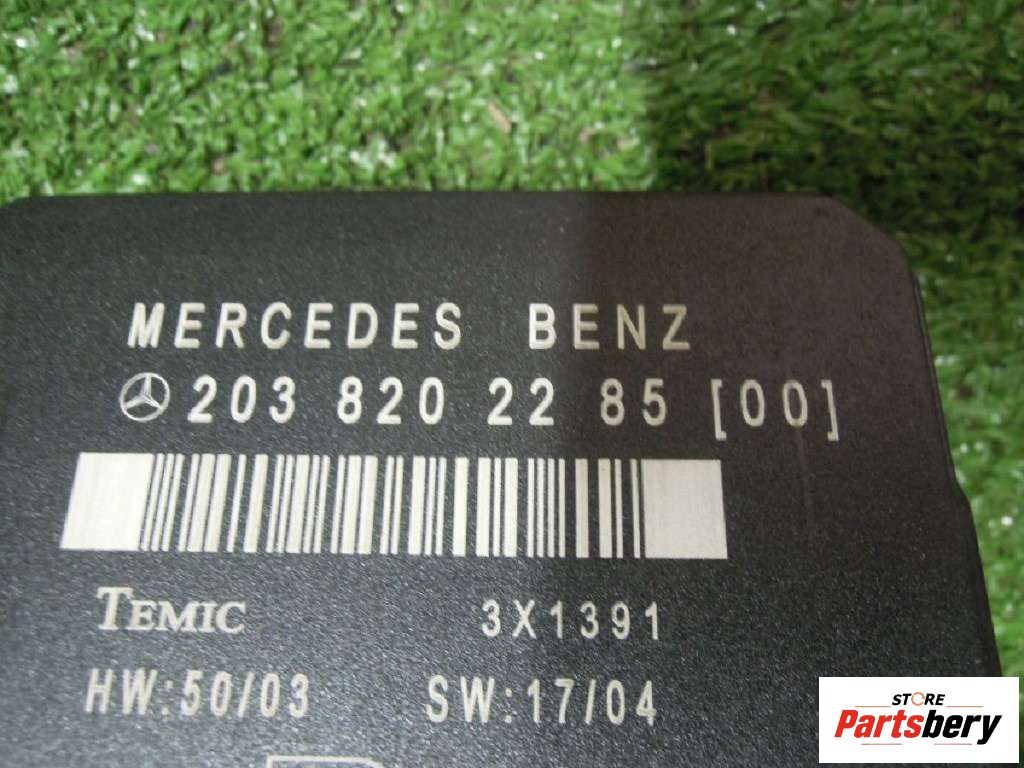 MERCEDES BENZ
203 820 22 85 [00]
TEMIC 3X1391
HW:50/03 SW:17/04
STORE
Partsbery